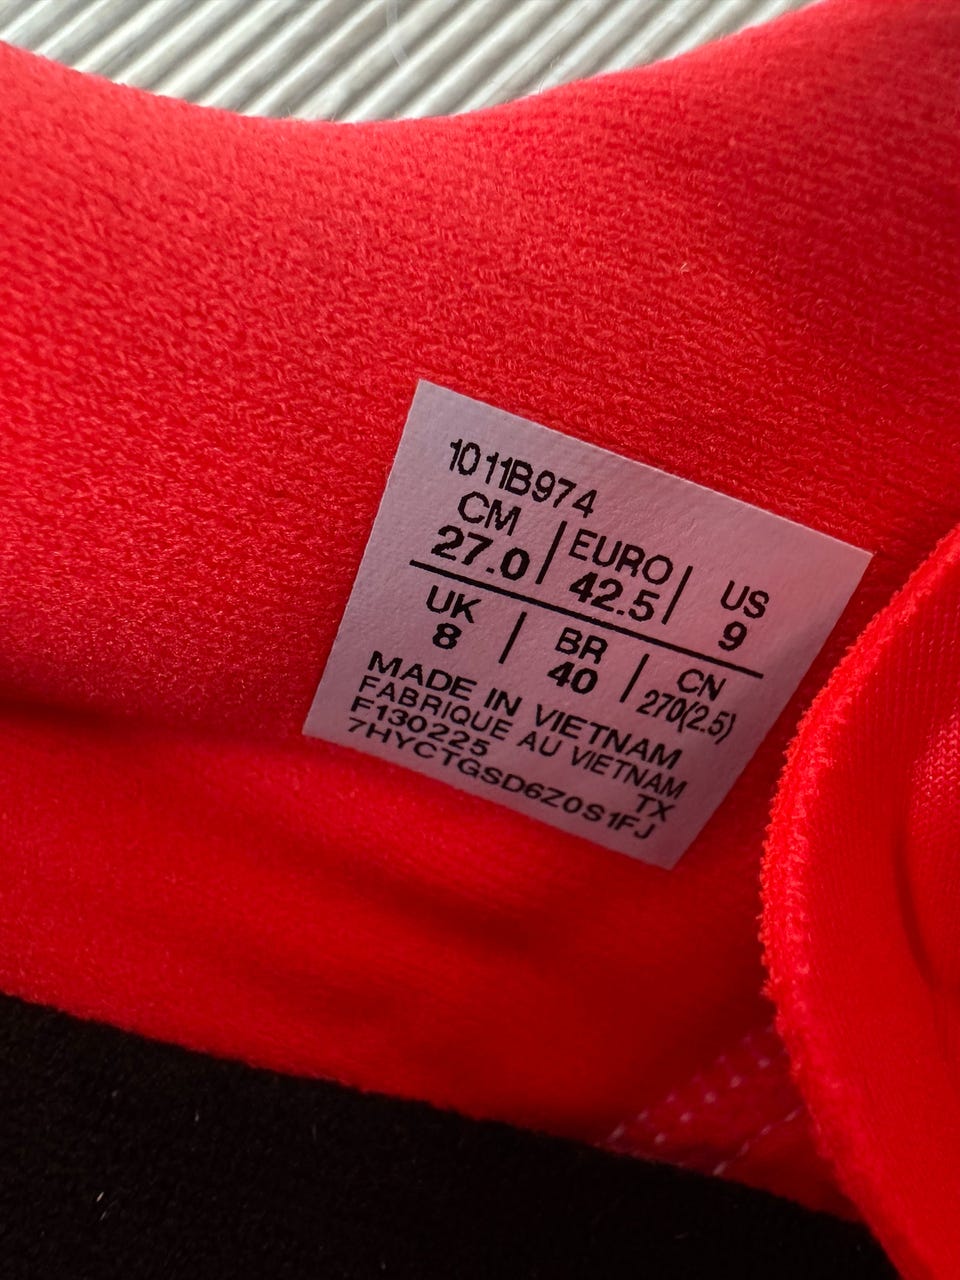 1011B974
CM | EURO | US
27.0 | 42.5 | 9
UK | BR | CN
8 | 40 | 270(2.5)
MADE IN VIETNAM
FABRIQUE AU VIETNAM
F130225 TX
7HYCTGSD6Z0S1FJ